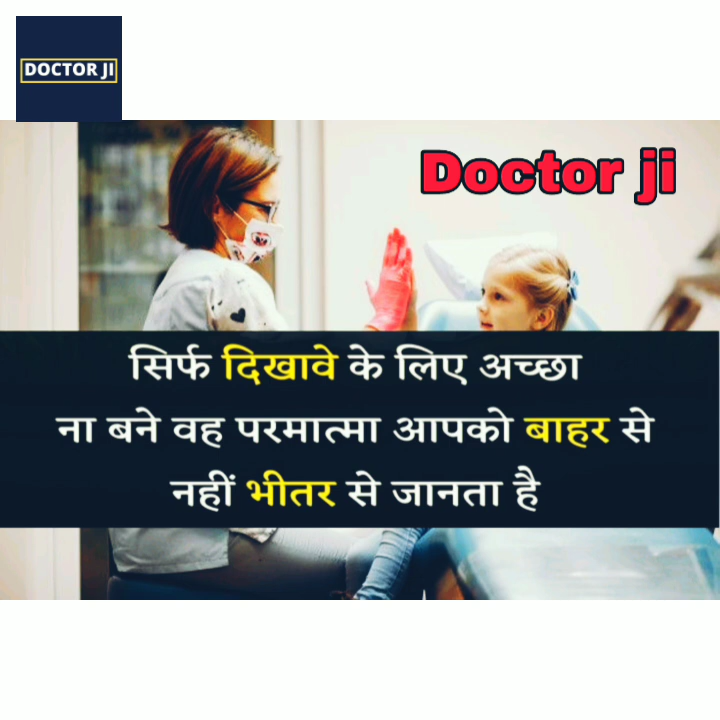 DOCTOR JI
Doctor ji
सिर्फ दिखावे के लिए अच्छा
ना बने वह परमात्मा आपको बाहर से
नहीं भीतर से जानता है